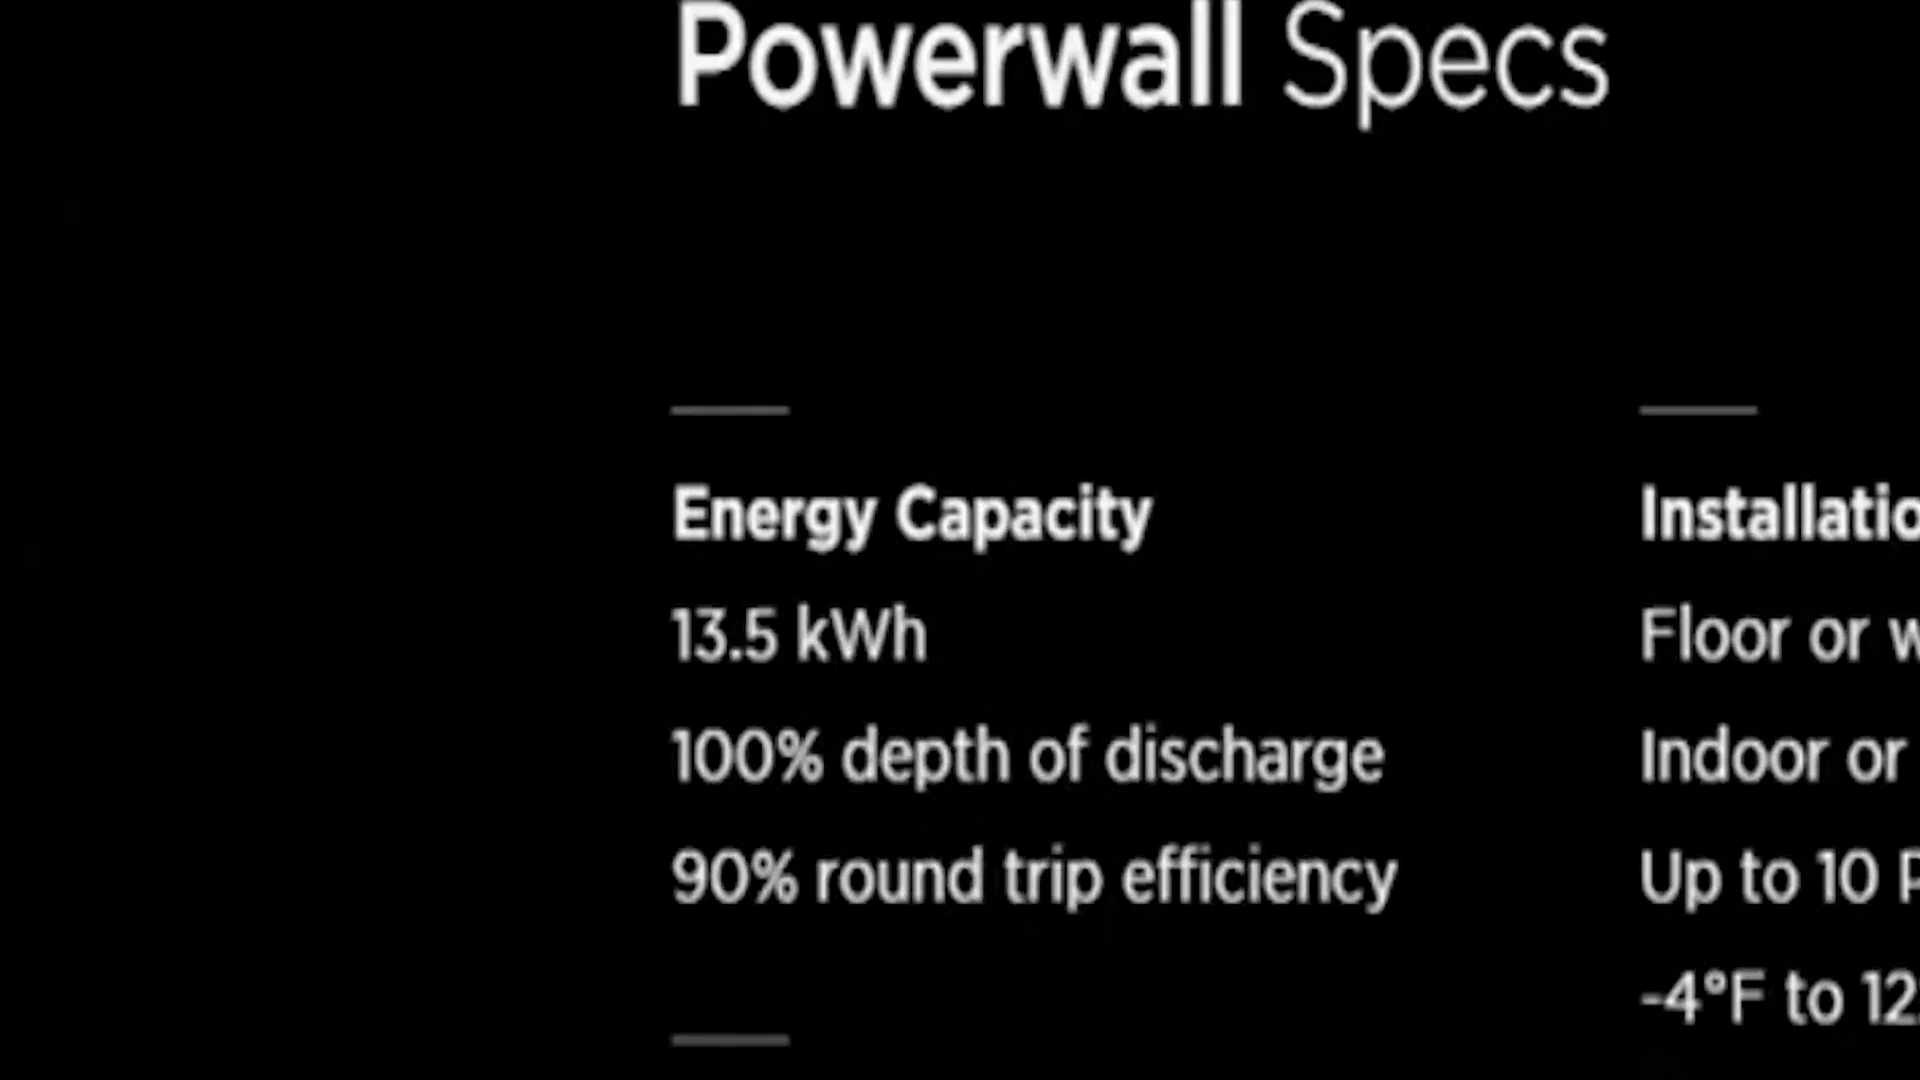 Powerwall Specs
Energy Capacity
13.5 kWh
100% depth of discharge
90% round trip efficiency
Floor or
Indoor or
Up to 10
-4°F to